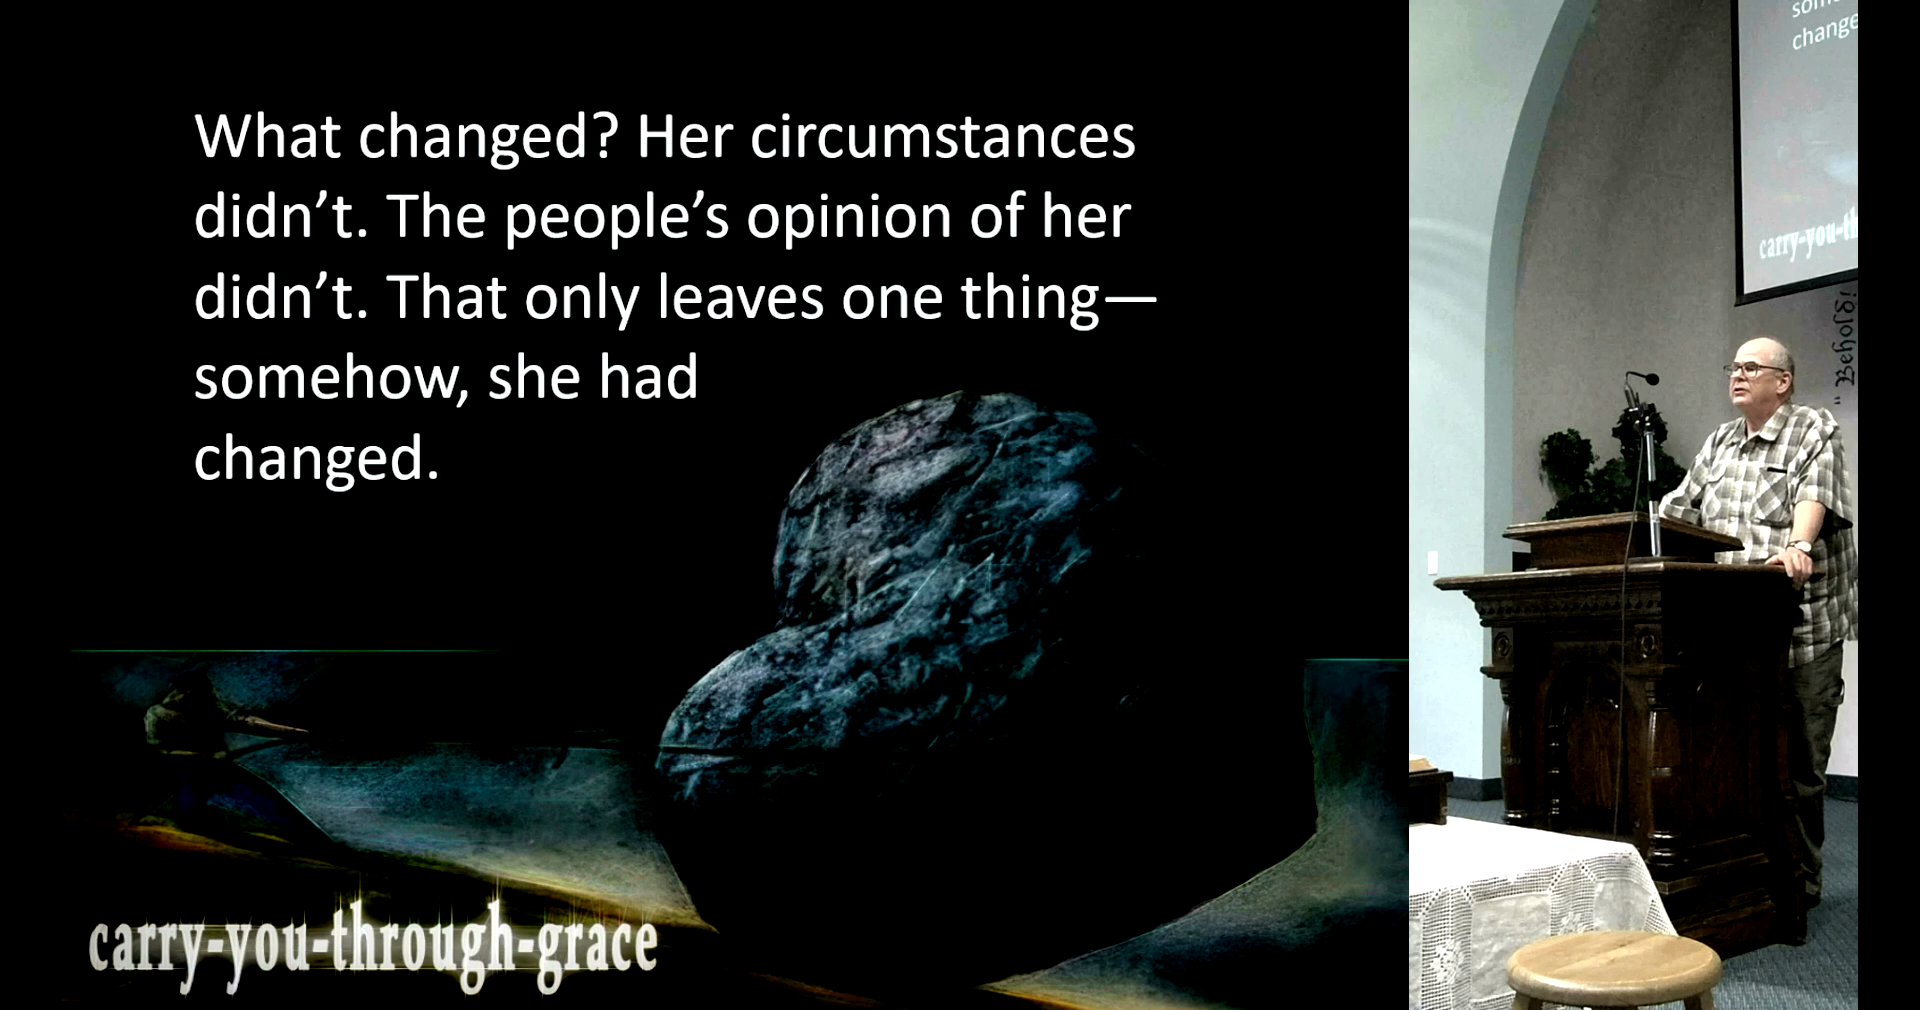 What changed? Her circumstances
didn’t. The people’s opinion of her
didn’t. That only leaves one thing—
somehow, she had
changed.
carry-you-through-grace
change
carry-you-th
"Behold!